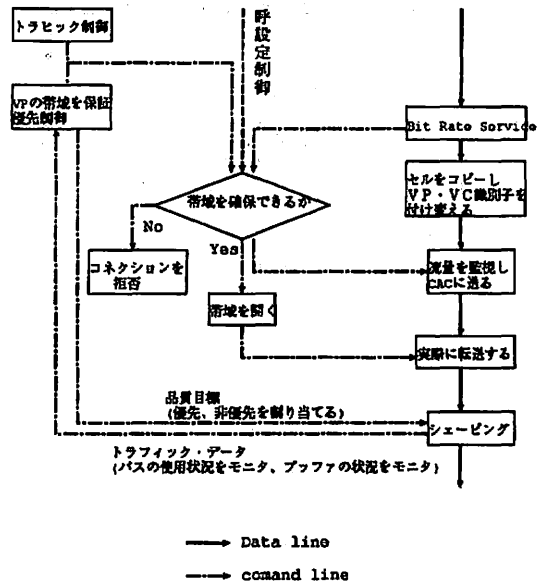 トラヒック制御
呼設定制御
VPの帯域を保証
優先制御
Bit Rate Service
帯域を確保できるか
セルをコピーし
VP・VC識別子を
付け変える
No
Yes
コネクションを
拒否
流量を監視し
CACに送る
帯域を開く
実際に転送する
品質目標
(優先、非優先を割り当てる)
シェーピング
トラフィック・データ
(パスの使用状況をモニタ、ブッファの状況をモニタ)
Data line
comand line